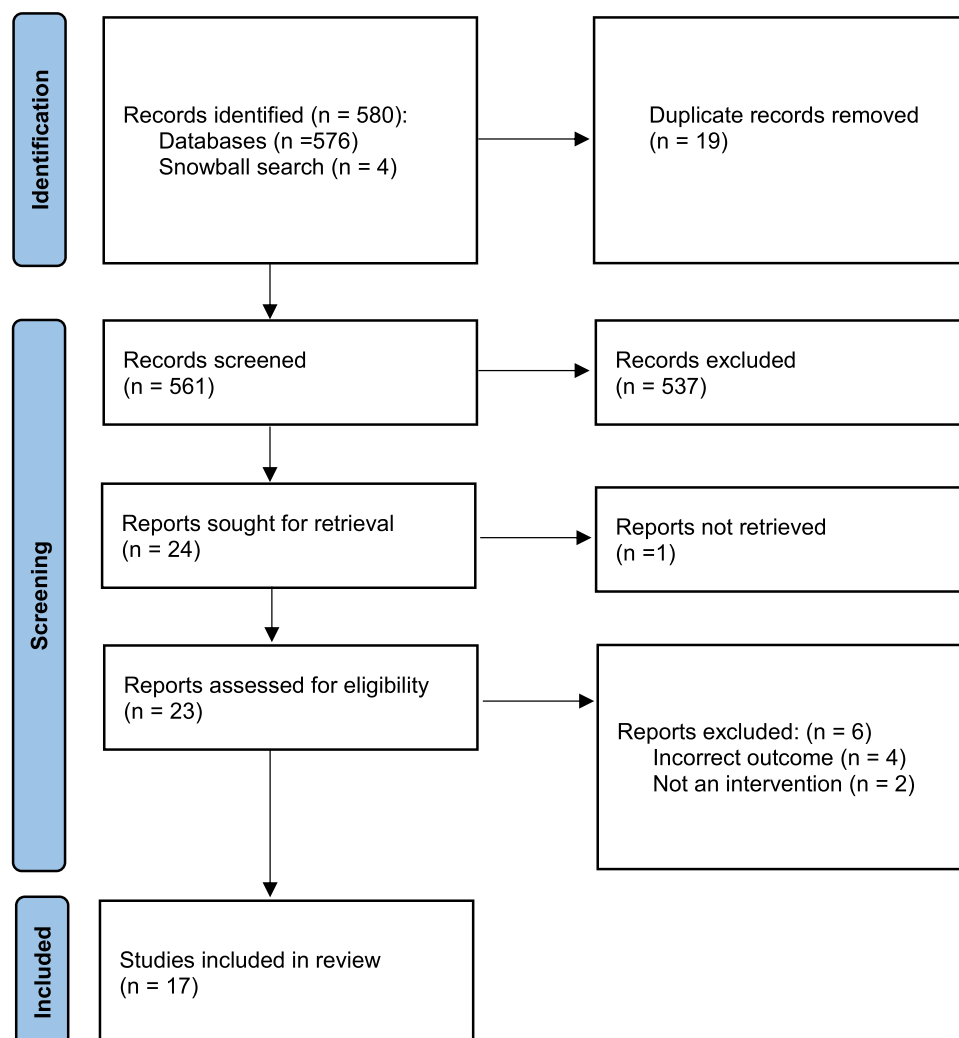 Identification
Records identified (n = 580):
Databases (n =576)
Snowball search (n = 4)
Duplicate records removed
(n = 19)
Screening
Records screened
(n = 561)
Records excluded
(n = 537)
Reports sought for retrieval
(n = 24)
Reports not retrieved
(n =1)
Reports assessed for eligibility
(n = 23)
Reports excluded: (n = 6)
Incorrect outcome (n = 4)
Not an intervention (n = 2)
Included
Studies included in review
(n = 17)